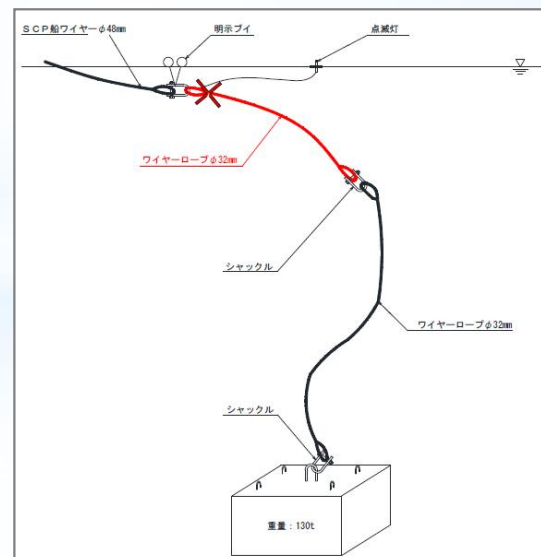 SCP船ワイヤーφ48mm
明示ブイ
点滅灯
ワイヤーロープφ32mm
シャックル
ワイヤーロープφ32mm
シャックル
重量：130t